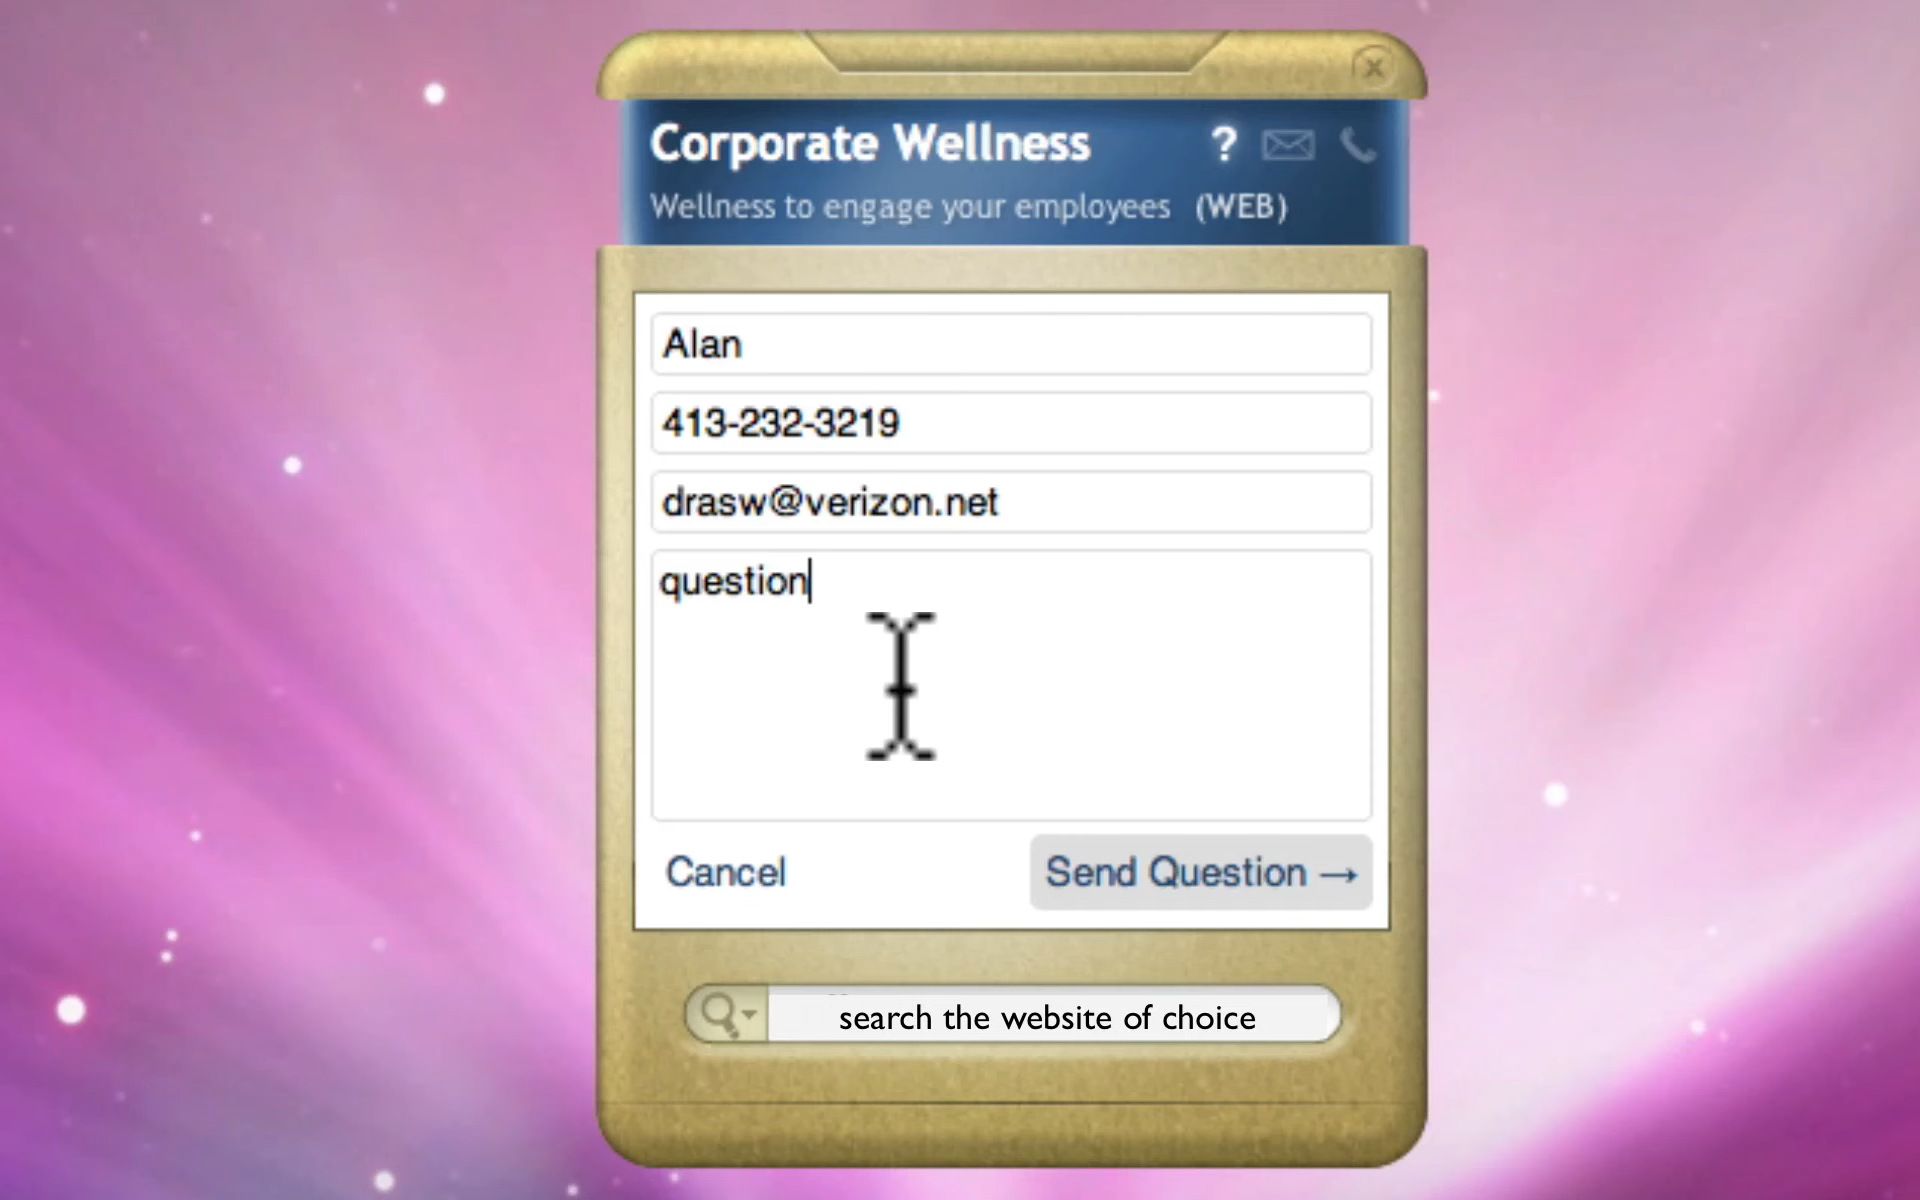 Corporate Wellness ?
Wellness to engage your employees (WEB)
Alan
413-232-3219
drasw@verizon.net
question
Cancel
Send Question →
search the website of choice